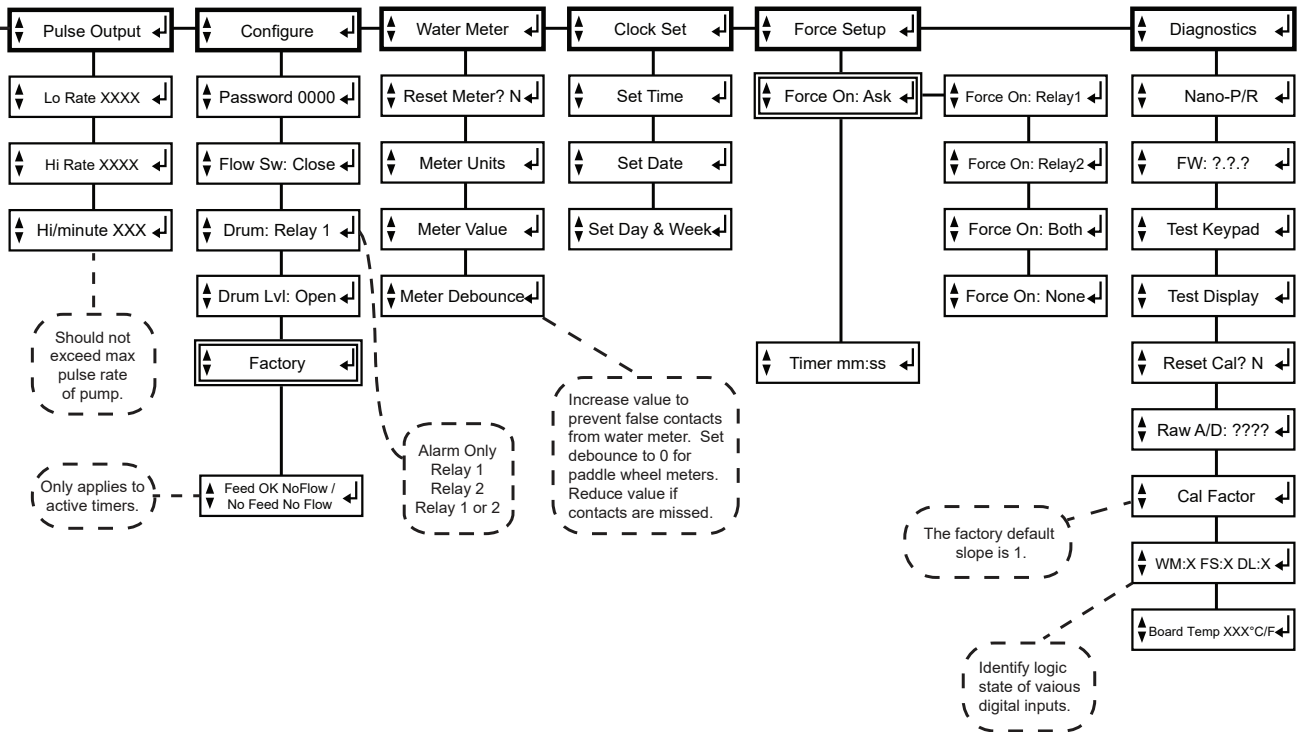 Pulse Output
Configure
Water Meter
Clock Set
Force Setup
Diagnostics
Lo Rate XXXX
Hi Rate XXXX
Hi/minute XXX
Should not
exceed max
pulse rate
of pump.
Password 0000
Flow Sw: Close
Drum: Relay 1
Drum Lvl: Open
Factory
Feed OK NoFlow /
No Feed No Flow
Only applies to
active timers.
Alarm Only
Relay 1
Relay 2
Relay 1 or 2
Reset Meter? N
Meter Units
Meter Value
Meter Debounce
Increase value to
prevent false contacts
from water meter. Set
debounce to 0 for
paddle wheel meters.
Reduce value if
contacts are missed.
Set Time
Set Date
Set Day & Week
Force On: Ask
Timer mm:ss
Force On: Relay1
Force On: Relay2
Force On: Both
Force On: None
Nano-P/R
FW: ?.?.?
Test Keypad
Test Display
Reset Cal? N
Raw A/D: ????
Cal Factor
The factory default
slope is 1.
WM:X FS:X DL:X
Board Temp XXX°C/F
Identify logic
state of vaious
digital inputs.